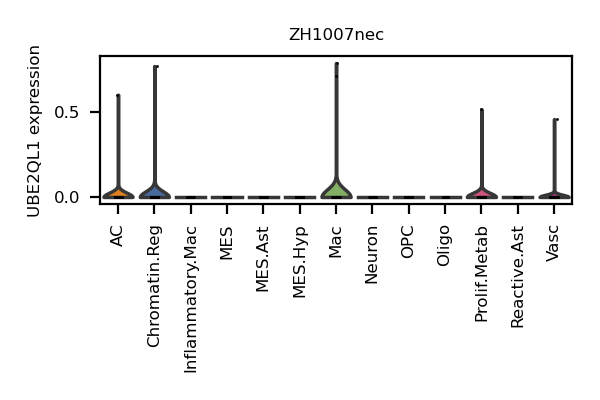 ZH1007nec
UBE2QL1 expression
0.5
0.0
AC
Chromatin.Reg
Inflammatory.Mac
MES
MES.Ast
MES.Hyp
Mac
Neuron
OPC
Oligo
Prolif.Metab
Reactive.Ast
Vasc